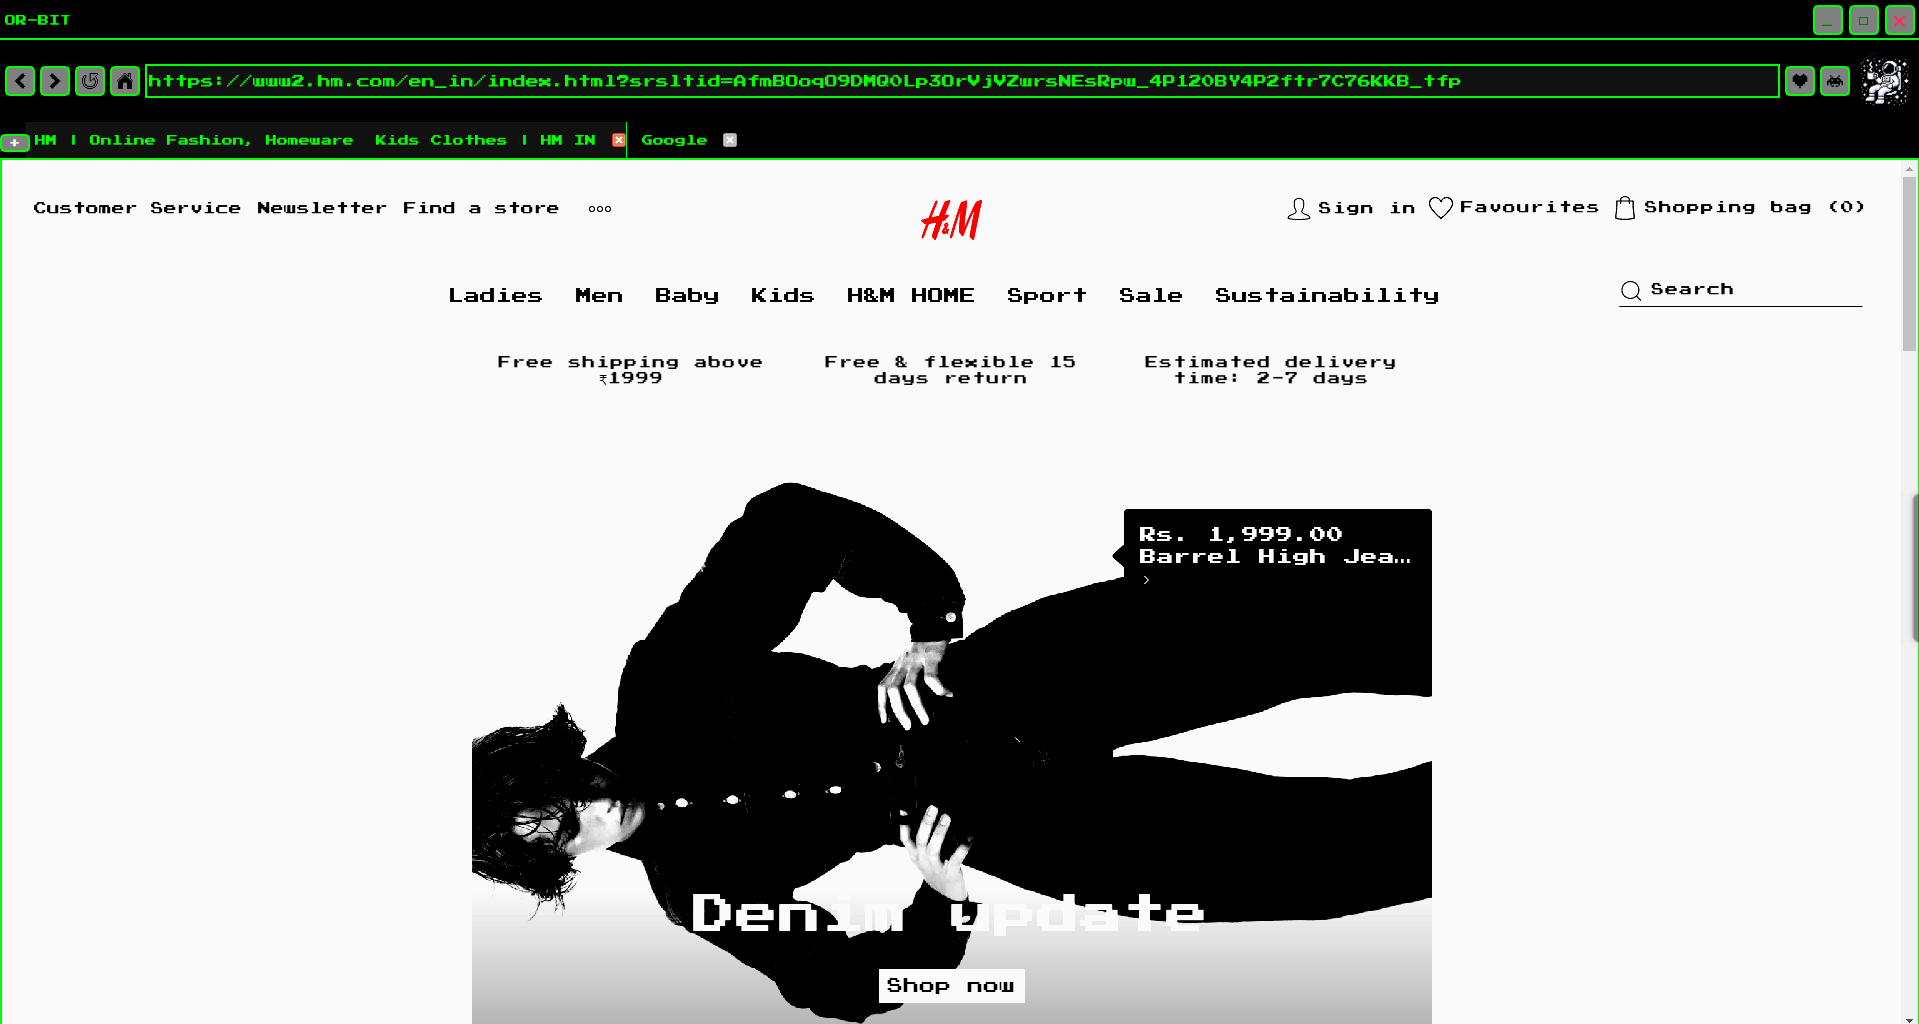 OR-BIT
https://www2.hm.com/en_in/index.html?srsltid=AfmBOoqO9DMQ0Lp3OrVjVZwrsNEsRpw_4P120BY4P2ftr7C76KKB_tfp
+ HM | Online Fashion, Homeware Kids Clothes | HM IN Google
Customer Service Newsletter Find a store
H&M
Sign in Favourites Shopping bag (0)
Ladies Men Baby Kids H&M HOME Sport Sale Sustainability
Search
Free shipping above
₹1999
Free & flexible 15
days return
Estimated delivery
time: 2-7 days
Rs. 1,999.00
Barrel High Jea…
Denim update
Shop now